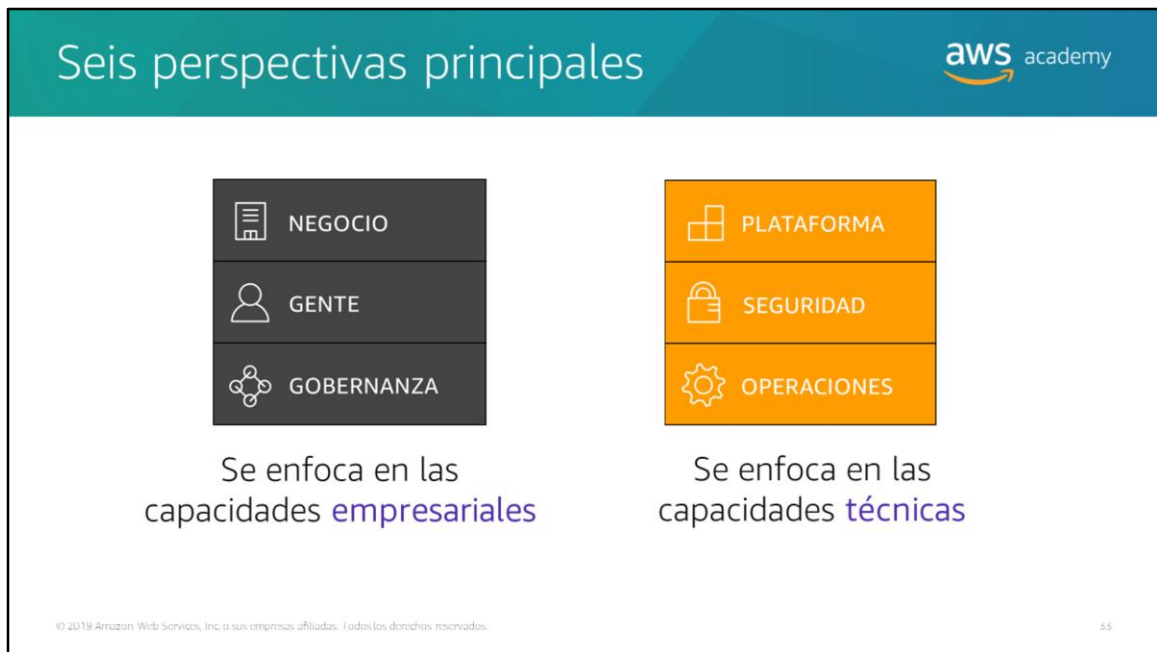 Seis perspectivas principales
aws academy
NEGOCIO
GENTE
GOBERNANZA
Se enfoca en las
capacidades empresariales
PLATAFORMA
SEGURIDAD
OPERACIONES
Se enfoca en las
capacidades técnicas
© 2019 Amazon Web Services, Inc. o sus empresas afiliadas. Todos los derechos reservados.
33